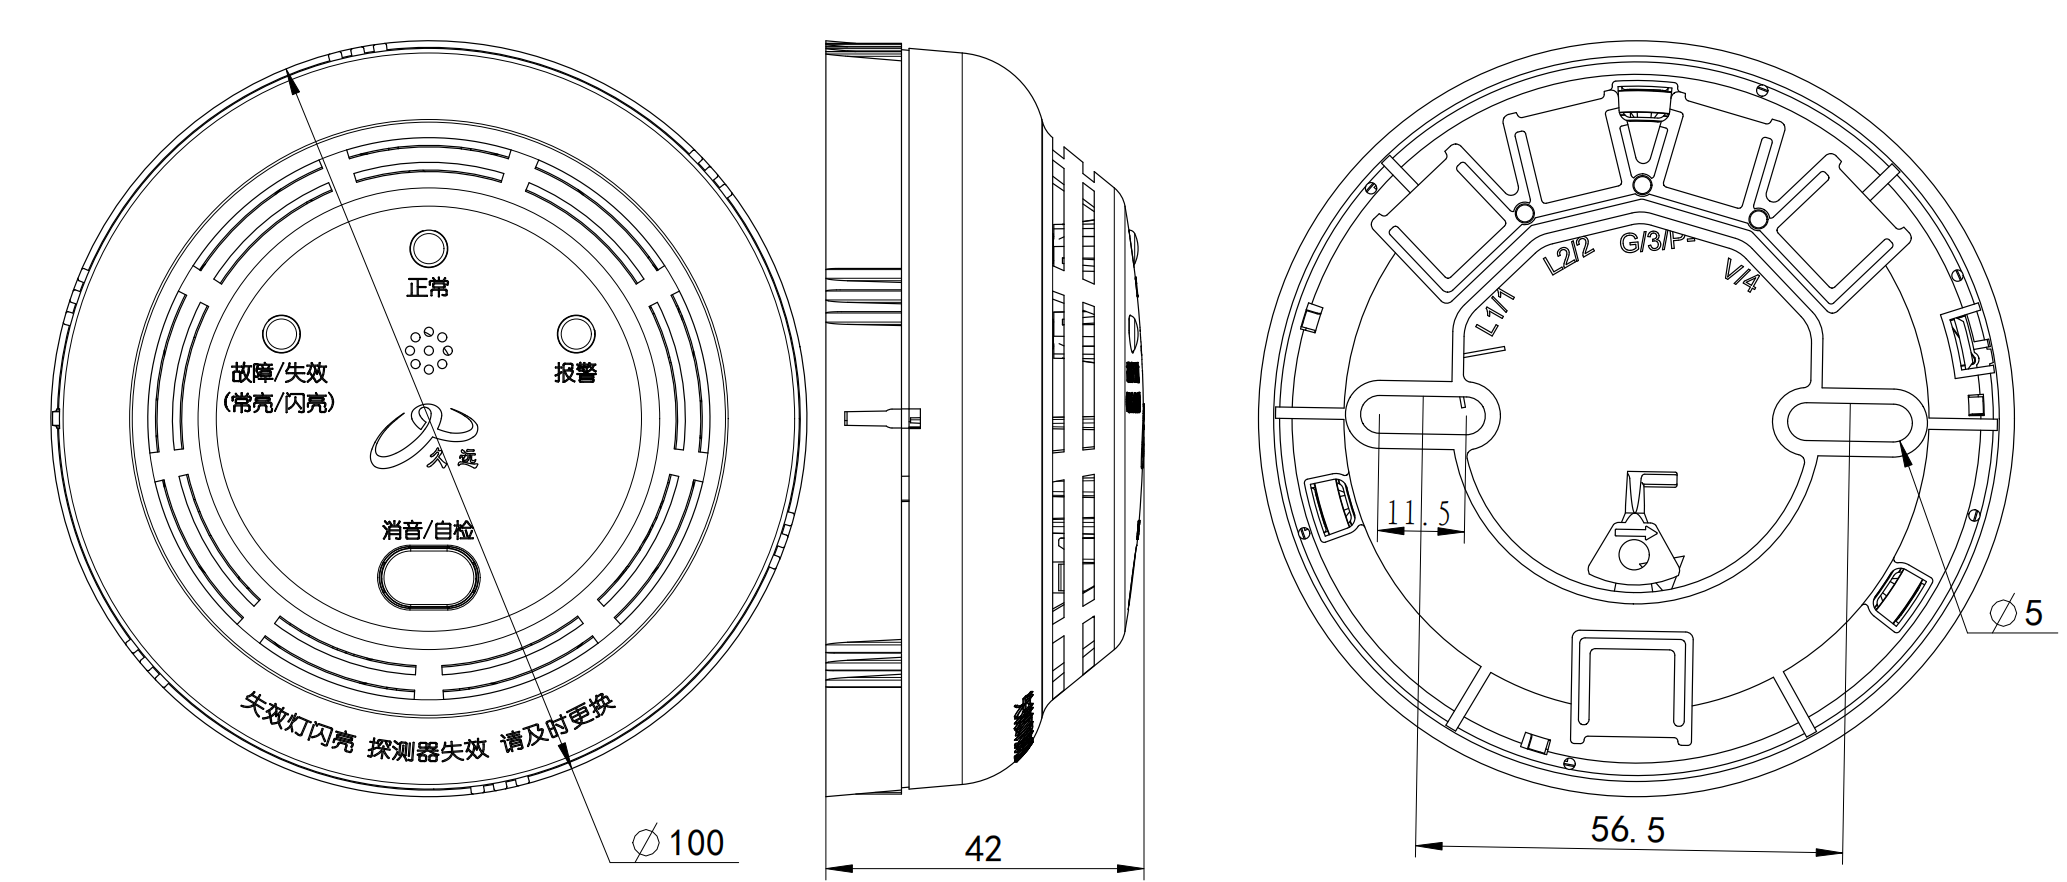 正常
故障/失效
(常亮/闪亮)
报警
久远
消音/自检
失效灯闪亮 探测器失效 请及时更换
∅100
42
L1/1
L2/2
G/3/P-
V/4
11.5
∅5
56.5